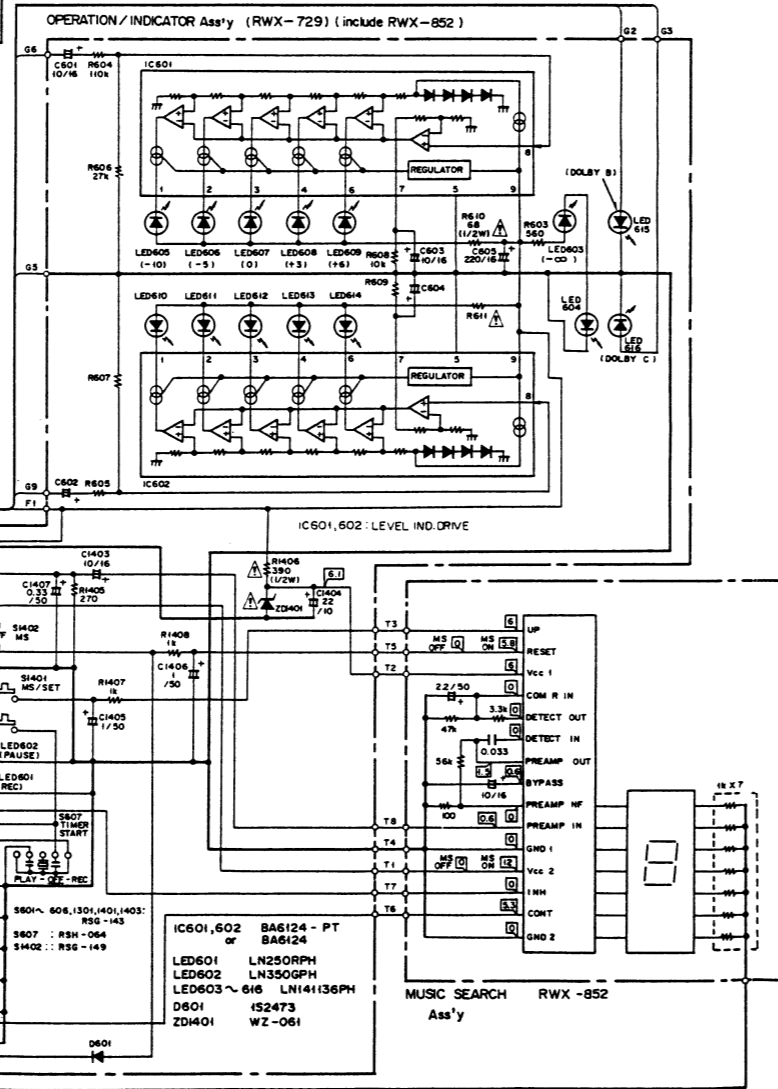 OPERATION/INDICATOR Ass'y (RWX-729) (include RWX-852)
G2
G3
G6
C601
10/16
R604
110k
IC601
R606
27k
REGULATOR
8
1
2
3
4
6
7
5
9
(DOLBY B)
LED
615
LED605
(-10)
LED606
(-5)
LED607
(0)
LED608
(+3)
LED609
(+6)
R608
10k
C603
10/16
R610
68
(1/2W)
C605
220/16
R603
560
LED603
(-∞)
G5
R609
C604
LED610
LED611
LED612
LED613
LED614
R611
LED
604
LED
616
(DOLBY C)
1
2
3
4
6
7
5
9
R607
REGULATOR
8
G9
C602
R605
IC602
F1
IC601,602: LEVEL IND.DRIVE
C1403
10/16
C1407
0.33
/50
R1405
270
R1406
390
(1/2W)
6.1
ZD1401
C1404
22
/10
S1402
MS
R1408
1k
C1406
1
/50
S1401
MS/SET
R1407
1k
C1405
1/50
LED602
(PAUSE)
LED601
REC)
S607
TIMER
START
PLAY-OFF-REC
T3
6
UP
T5
MS
OFF
0
MS
ON
5.8
RESET
T2
6
Vcc 1
2.2/50
0
COM R IN
3.3k
0
DETECT OUT
47k
0
DETECT IN
0.033
56k
PREAMP OUT
1.5
0.6
BYPASS
10/16
PREAMP NF
100
T8
0.6
0
PREAMP IN
T4
0
GND 1
T1
MS
OFF
0
MS
ON
12
Vcc 2
T7
0
INH
T6
5.3
CONT
0
GND 2
1k X7
S601~ 606,1301,1401,1403:
RSG-143
S607 : RSH-064
S1402 : RSG-149
IC601,602 BA6124-PT
or BA6124
LED601 LN250RPH
LED602 LN350GPH
LED603~616 LN141136PH
D601 1S2473
ZD1401 WZ-061
D601
MUSIC SEARCH RWX-852
Ass'y